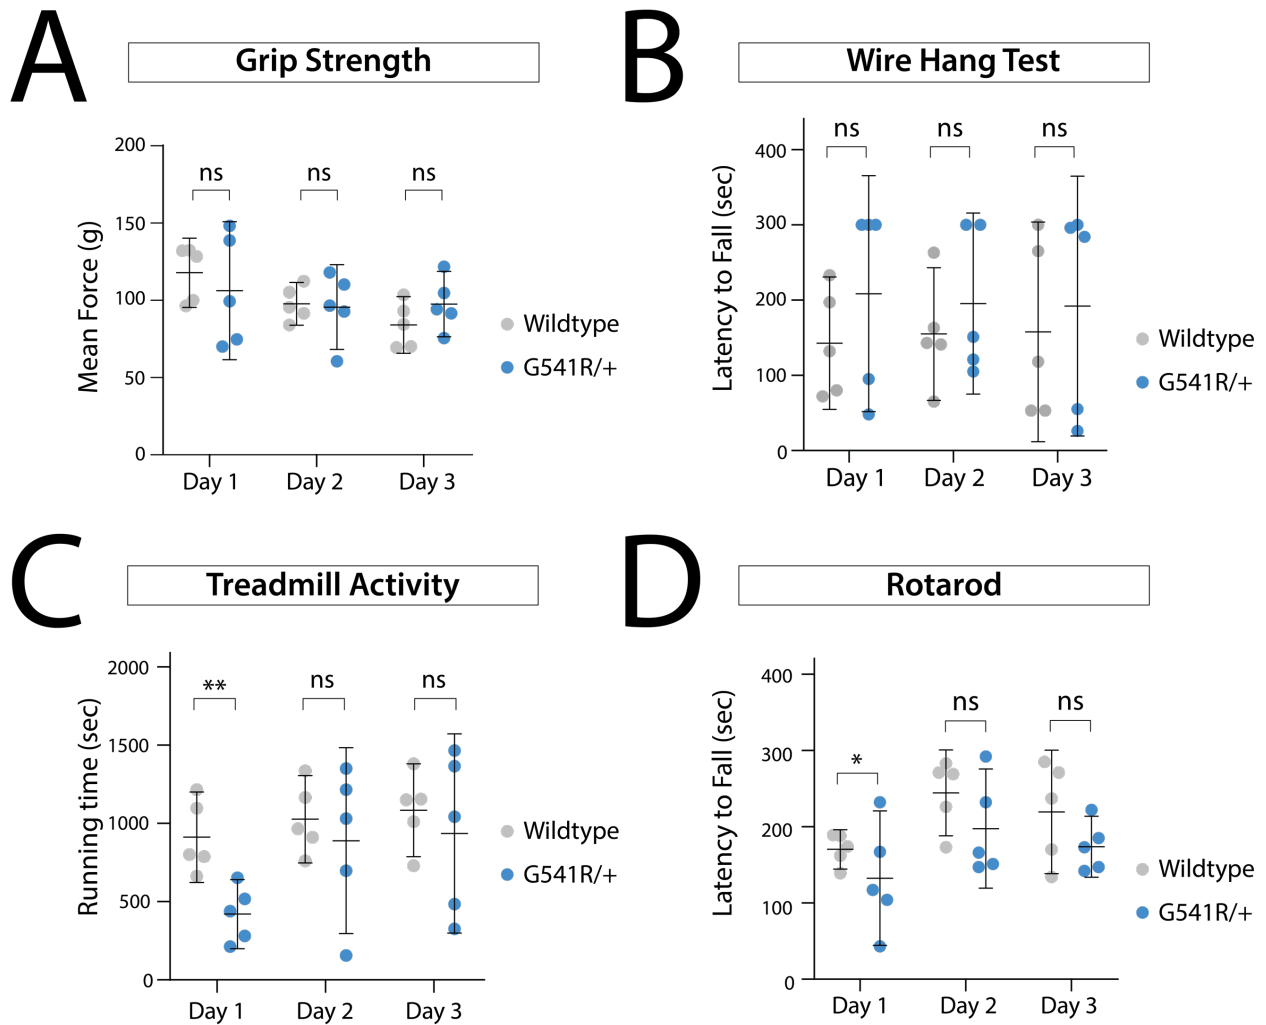 A
Grip Strength
Mean Force (g)
200
150
100
50
0
ns
ns
ns
Day 1
Day 2
Day 3
Wildtype
G541R/+
B
Wire Hang Test
Latency to Fall (sec)
400
300
200
100
0
ns
ns
ns
Day 1
Day 2
Day 3
Wildtype
G541R/+
C
Treadmill Activity
Running time (sec)
2000
1500
1000
500
0
**
ns
ns
Day 1
Day 2
Day 3
Wildtype
G541R/+
D
Rotarod
Latency to Fall (sec)
400
300
200
100
0
*
ns
ns
Day 1
Day 2
Day 3
Wildtype
G541R/+